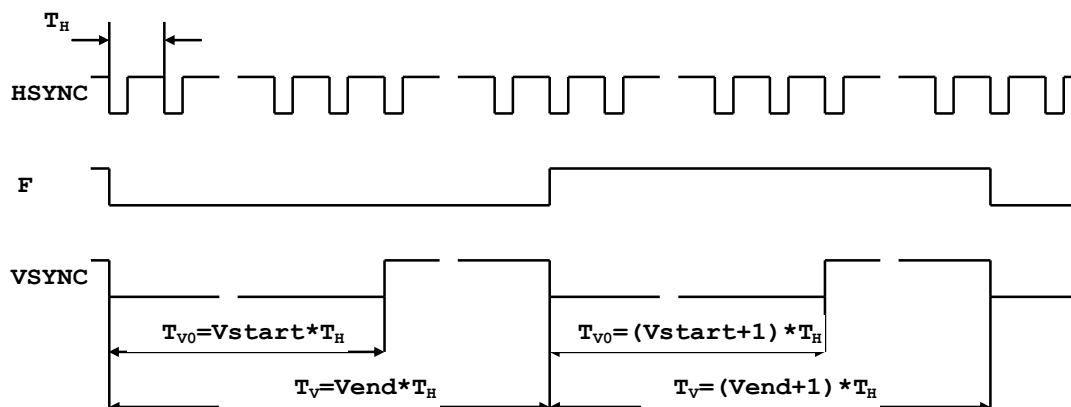 T_H
HSYNC
F
VSYNC
T_V0=Vstart*T_H
T_V0=(Vstart+1)*T_H
T_V=Vend*T_H
T_V=(Vend+1)*T_H